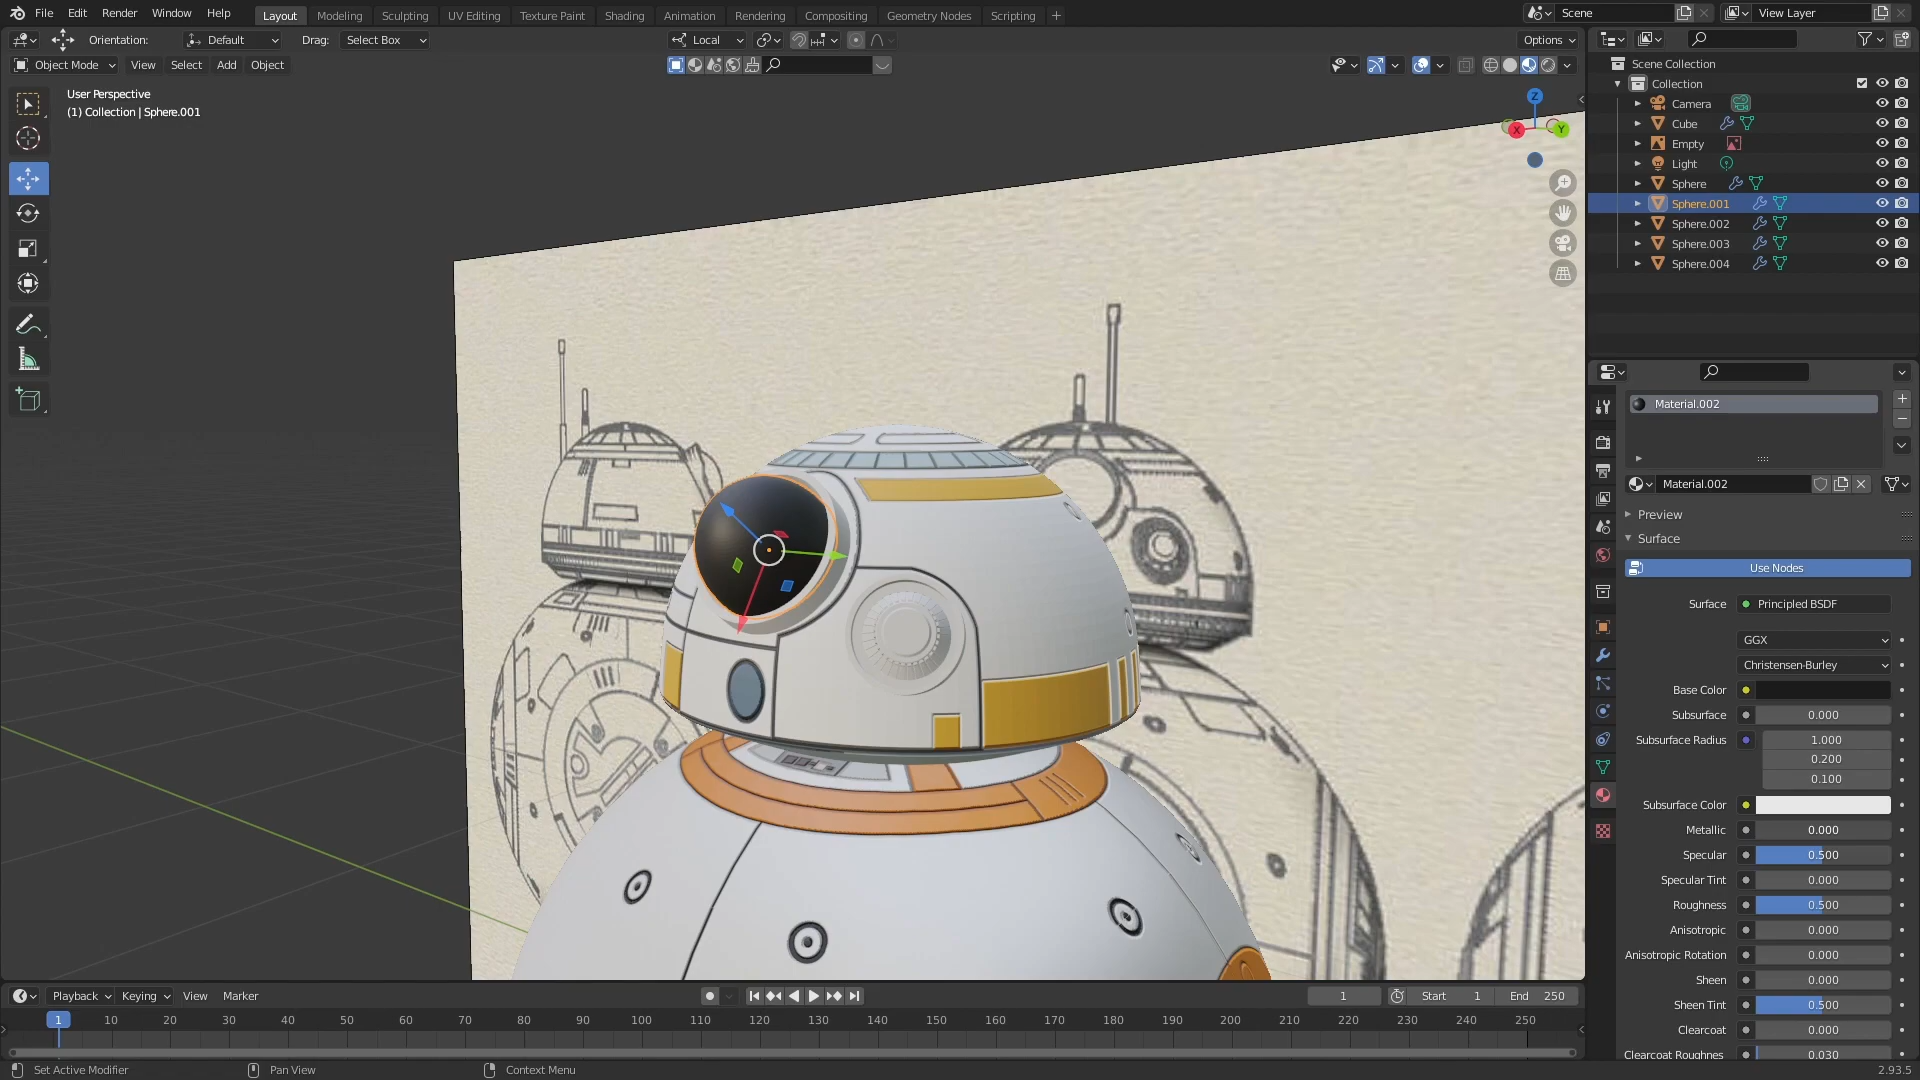 File Edit Render Window Help Layout Modeling Sculpting UV Editing Texture Paint Shading Animation Rendering Compositing Geometry Nodes Scripting + Scene View Layer
Orientation: Default Drag: Select Box Local Options
Object Mode View Select Add Object
User Perspective
(1) Collection | Sphere.001
Z
X
Y
Scene Collection
Collection
Camera
Cube
Empty
Light
Sphere
Sphere.001
Sphere.002
Sphere.003
Sphere.004
Material.002
Material.002
Preview
Surface
Use Nodes
Surface Principled BSDF
GGX
Christensen-Burley
Base Color
Subsurface 0.000
Subsurface Radius 1.000
0.200
0.100
Subsurface Color
Metallic 0.000
Specular 0.500
Specular Tint 0.000
Roughness 0.500
Anisotropic 0.000
Anisotropic Rotation 0.000
Sheen 0.000
Sheen Tint 0.500
Clearcoat 0.000
Clearcoat Roughnes 0.030
Playback Keying View Marker 1 Start 1 End 250
1 10 20 30 40 50 60 70 80 90 100 110 120 130 140 150 160 170 180 190 200 210 220 230 240 250
Set Active Modifier Pan View Context Menu 2.93.5